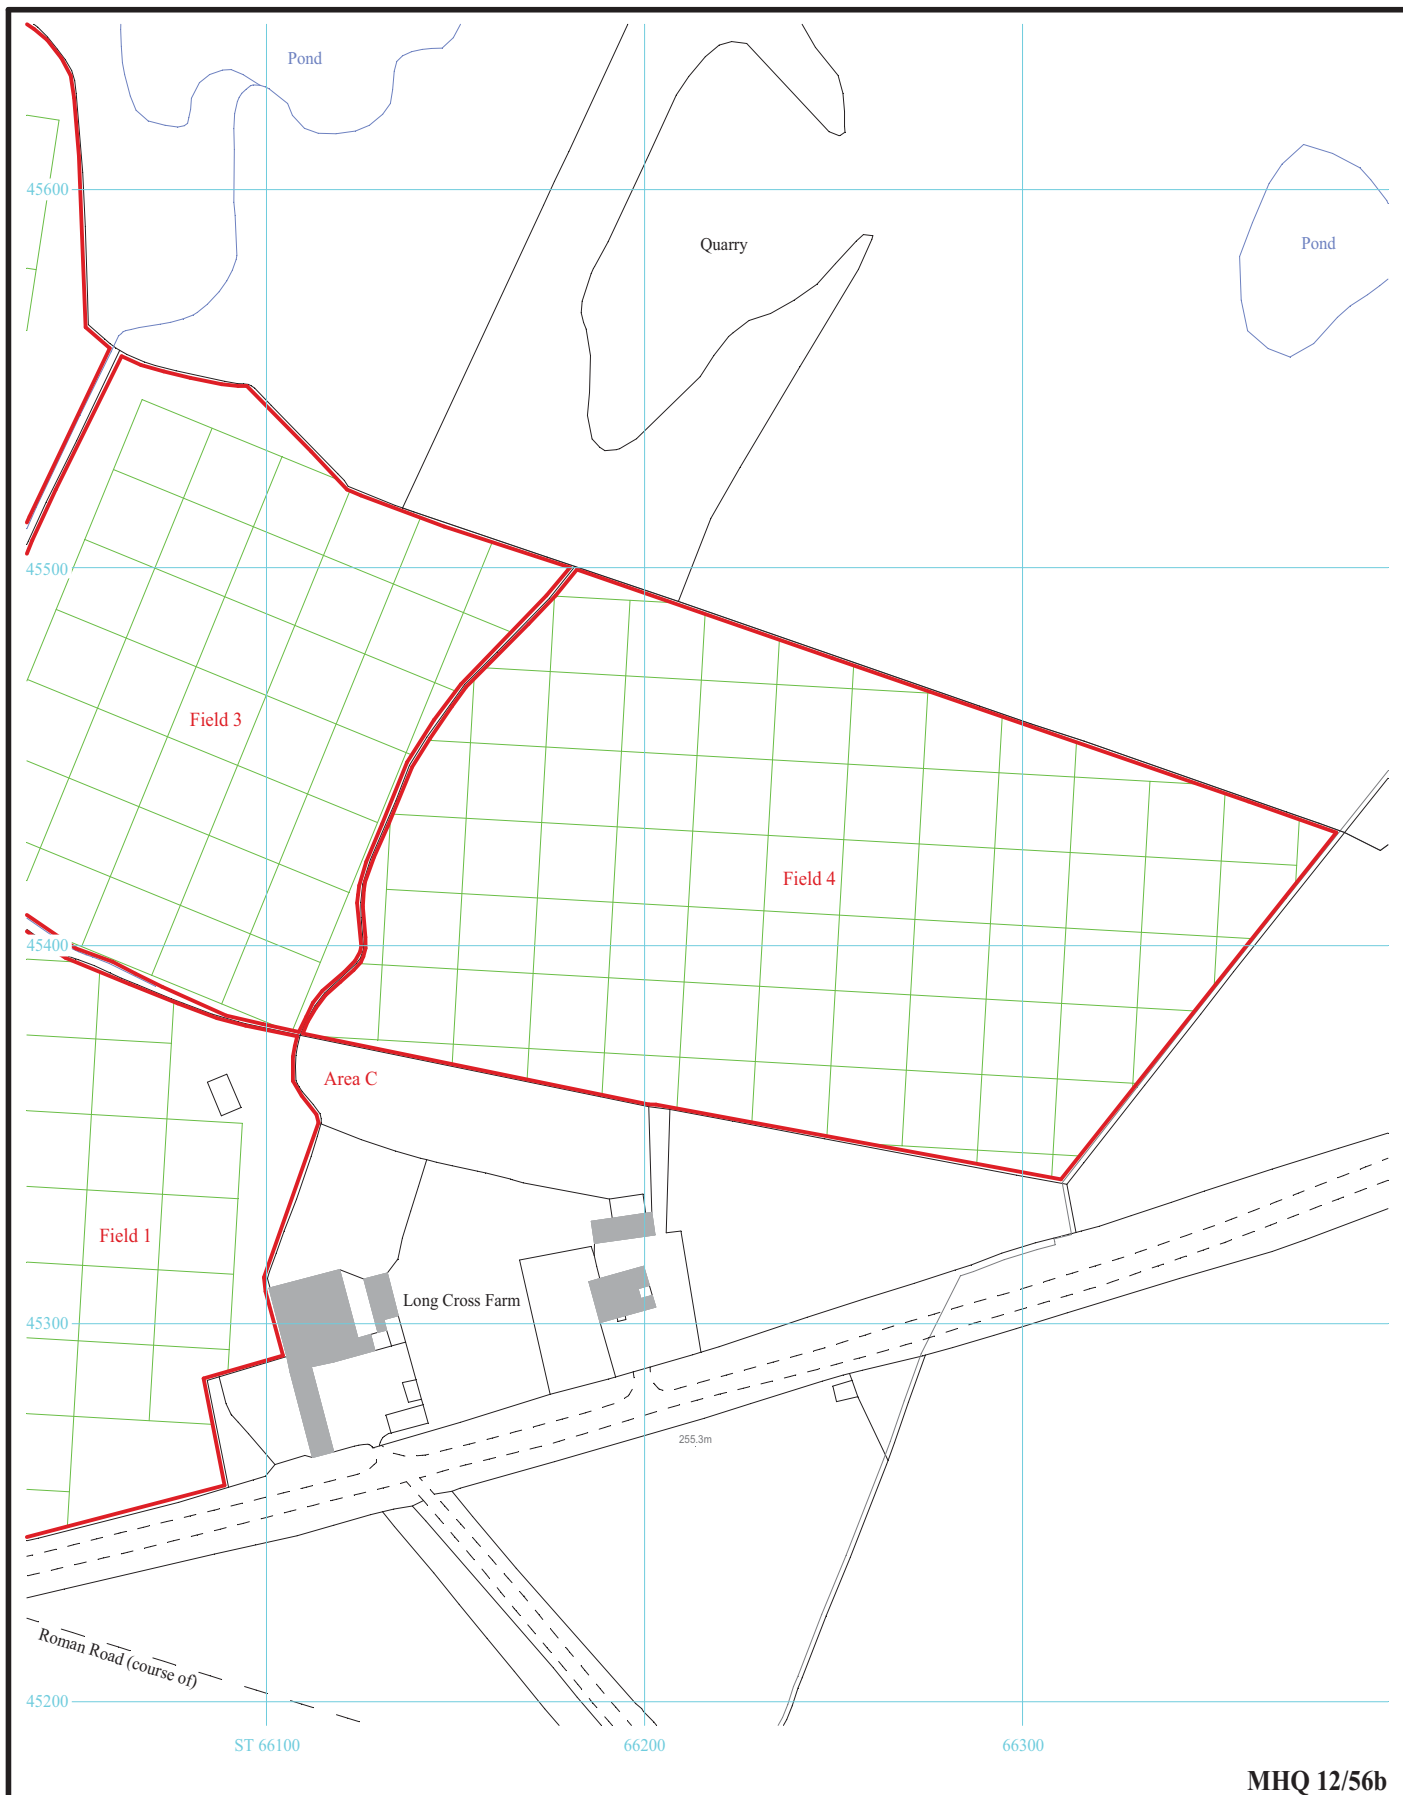 Pond
45600
Quarry
Pond
45500
Field 3
Field 4
45400
Area C
Field 1
Long Cross Farm
45300
255.3m
Roman Road (course of)
45200
ST 66100
66200
66300
MHQ 12/56b